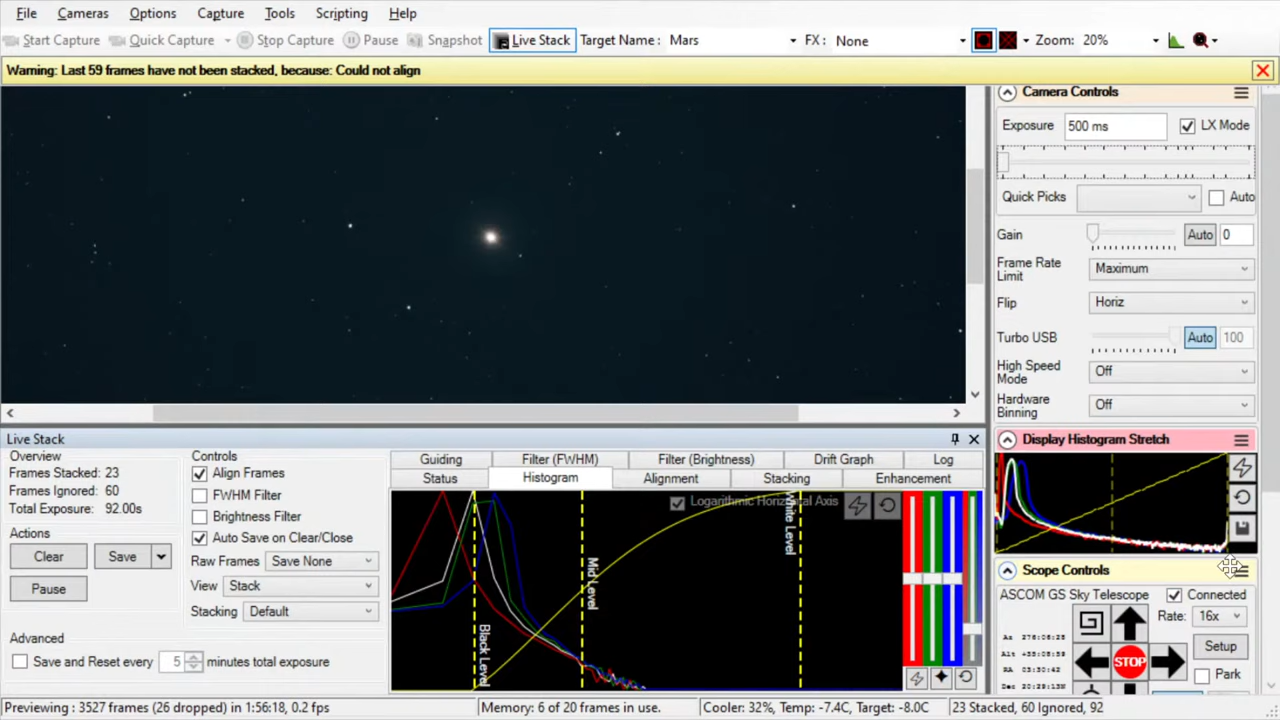 File Cameras Options Capture Tools Scripting Help
Start Capture Quick Capture Stop Capture Pause Snapshot Live Stack Target Name : Mars FX : None Zoom: 20%
Warning: Last 59 frames have not been stacked, because: Could not align
Camera Controls
Exposure 500 ms LX Mode
Quick Picks Auto
Gain Auto 0
Frame Rate Limit Maximum
Flip Horiz
Turbo USB Auto 100
High Speed Mode Off
Hardware Binning Off
Display Histogram Stretch
Scope Controls
ASCOM GS Sky Telescope Connected
Rate: 16x
Setup
STOP
Park
Live Stack
Overview
Frames Stacked: 23
Frames Ignored: 60
Total Exposure: 92.00s
Actions
Clear Save
Pause
Advanced
Save and Reset every 5 minutes total exposure
Controls
Align Frames
FWHM Filter
Brightness Filter
Auto Save on Clear/Close
Raw Frames Save None
View Stack
Stacking Default
Guiding Filter (FWHM) Filter (Brightness) Drift Graph Log
Status Histogram Alignment Stacking Enhancement
Logarithmic Horizontal Axis
Black Level
Mid Level
White Level
Previewing : 3527 frames (26 dropped) in 1:56:18, 0.2 fps
Memory: 6 of 20 frames in use.
Cooler: 32%, Temp: -7.4C, Target: -8.0C
23 Stacked, 60 Ignored, 92